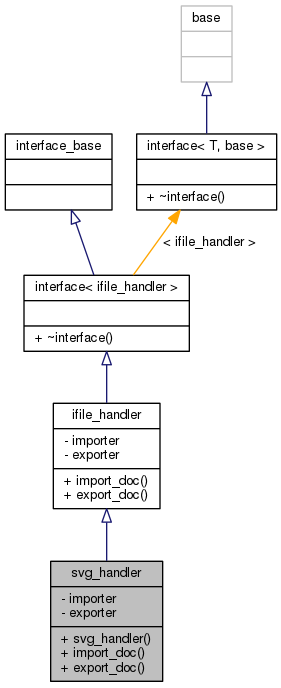 base
interface_base
interface< T, base >
+ ~interface()
< ifile_handler >
interface< ifile_handler >
+ ~interface()
ifile_handler
- importer
- exporter
+ import_doc()
+ export_doc()
svg_handler
- importer
- exporter
+ svg_handler()
+ import_doc()
+ export_doc()